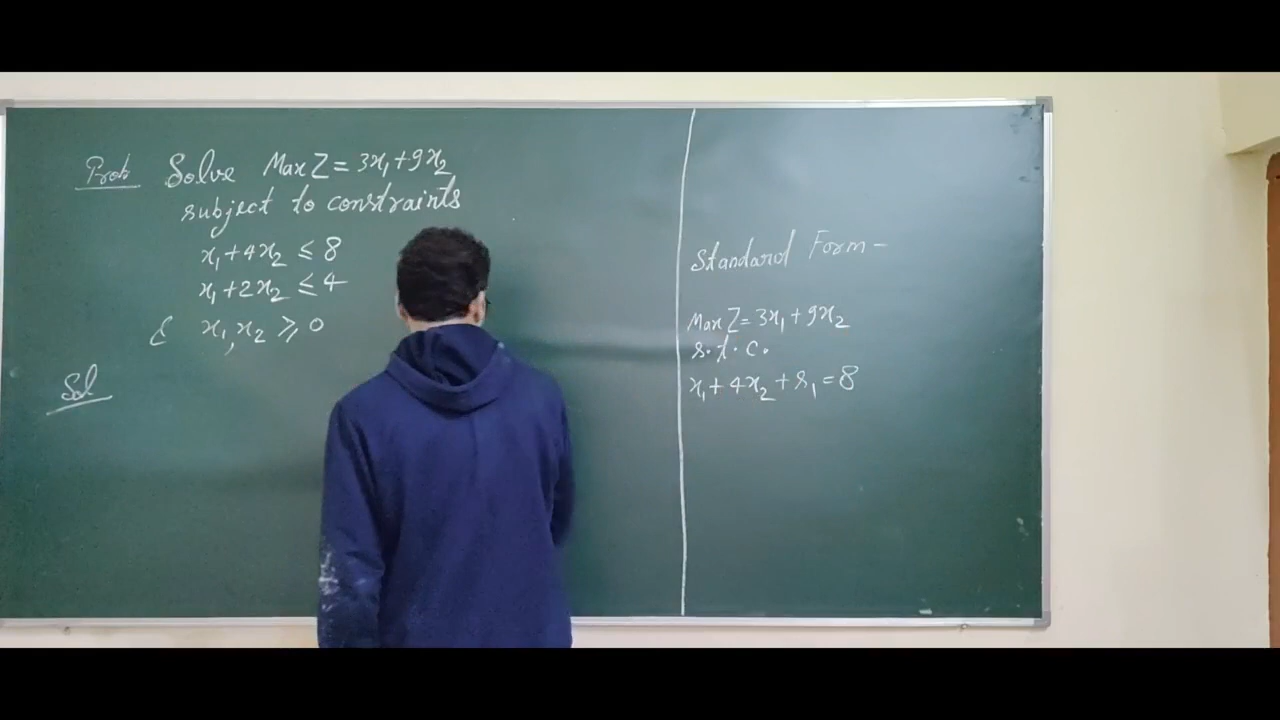 Prob Solve Max Z = 3x₁ + 9x₂
subject to constraints
x₁ + 4x₂ ≤ 8
x₁ + 2x₂ ≤ 4
& x₁, x₂ ≥ 0
Sol
Standard Form -
Max Z = 3x₁ + 9x₂
s.t.c.
x₁ + 4x₂ + s₁ = 8